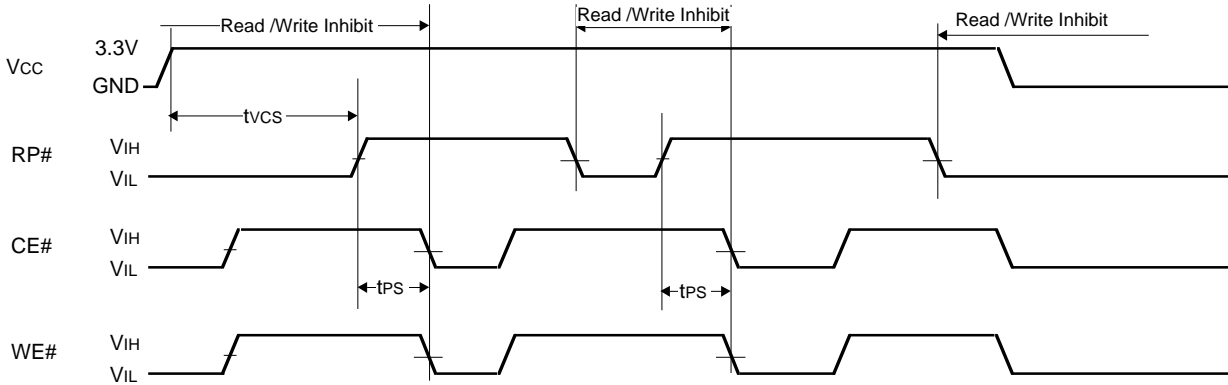 Read /Write Inhibit
Read /Write Inhibit
Read /Write Inhibit
VCC
3.3V
GND
tVCS
RP#
VIH
VIL
CE#
VIH
VIL
tPS
tPS
WE#
VIH
VIL